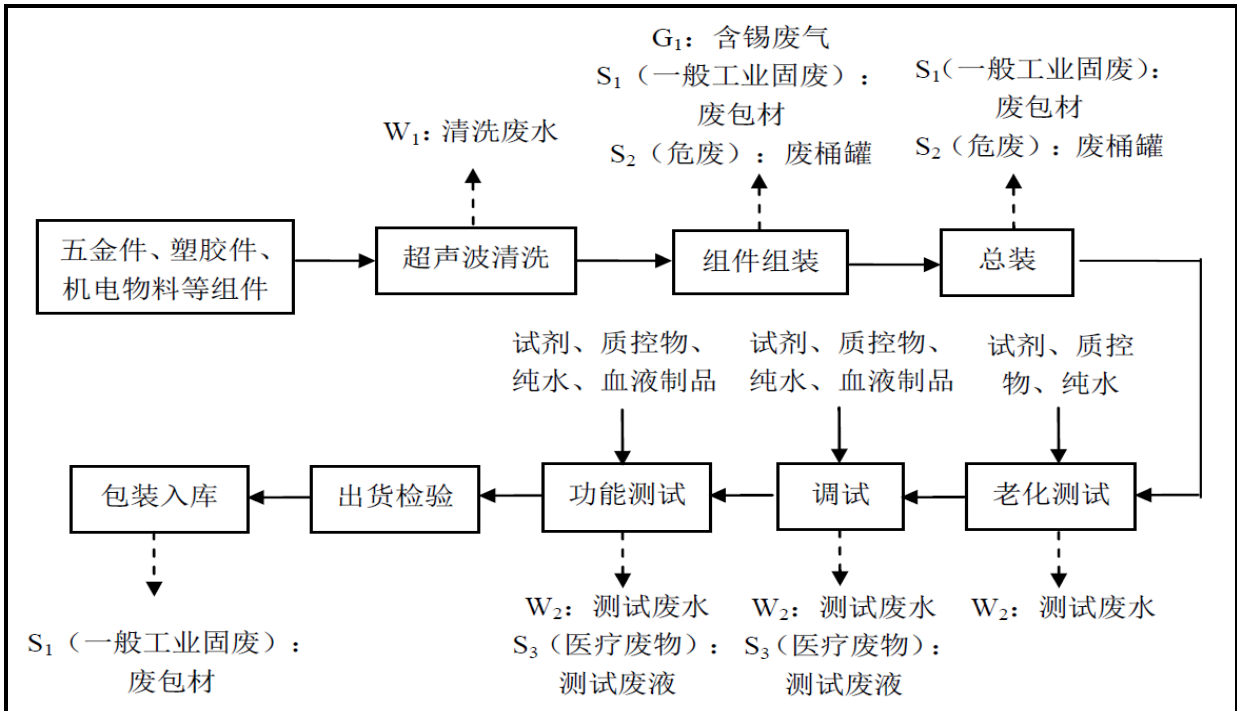 G₁：含锡废气
S₁（一般工业固废）：
废包材
S₂（危废）：废桶罐
S₁（一般工业固废）：
废包材
S₂（危废）：废桶罐
W₁：清洗废水
五金件、塑胶件、
机电物料等组件
超声波清洗
组件组装
总装
试剂、质控物、
纯水、血液制品
试剂、质控物、
纯水、血液制品
试剂、质控
物、纯水
包装入库
出货检验
功能测试
调试
老化测试
S₁（一般工业固废）：
废包材
W₂：测试废水
S₃（医疗废物）：
测试废液
W₂：测试废水
S₃（医疗废物）：
测试废液
W₂：测试废水